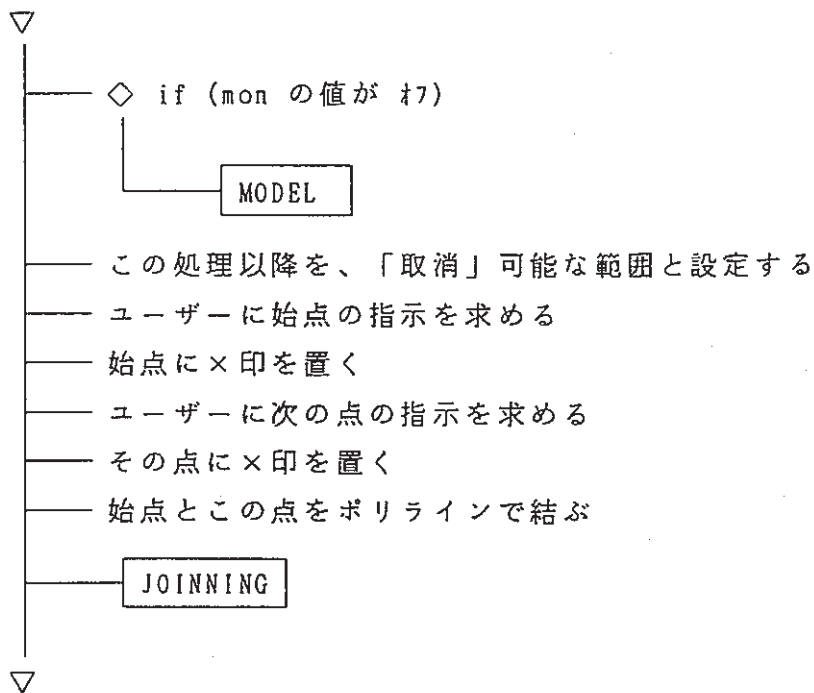 if (mon の値が ｵﾌ)
MODEL
この処理以降を、「取消」可能な範囲と設定する
ユーザーに始点の指示を求める
始点に×印を置く
ユーザーに次の点の指示を求める
その点に×印を置く
始点とこの点をポリラインで結ぶ
JOINNING